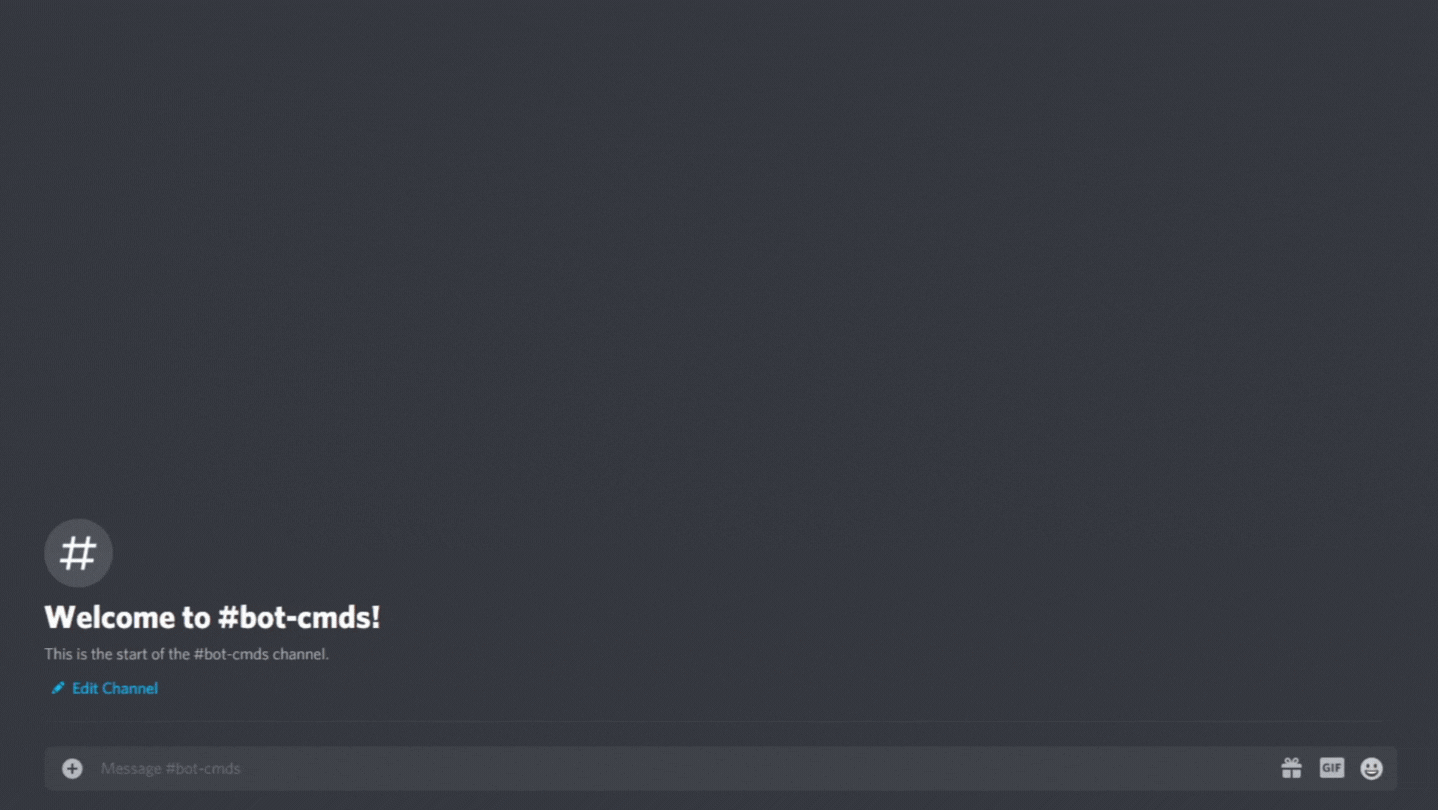 #
Welcome to #bot-cmds!
This is the start of the #bot-cmds channel.
Edit Channel
Message #bot-cmds
GIF